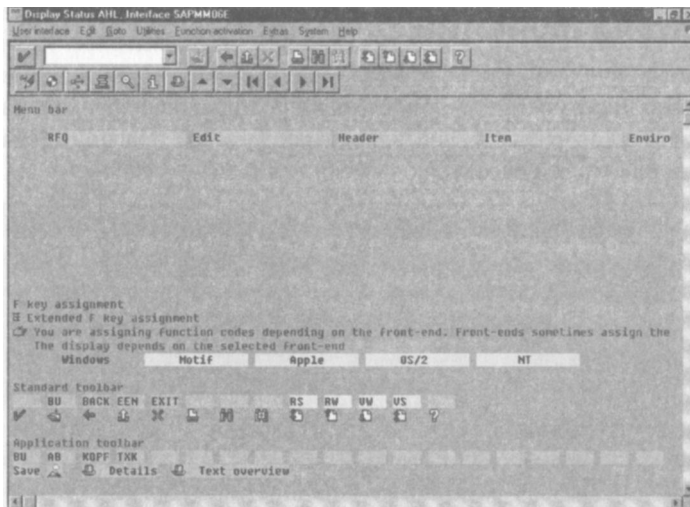 Display Status AHL, Interface SAPMM06E
User interface Edit Goto Utilities Function activation Extras System Help
Menu bar
RFQ Edit Header Item Enviro
F key assignment
Extended F key assignment
You are assigning function codes depending on the front-end. Front-ends sometimes assign the
The display depends on the selected front-end
Windows Motif Apple OS/2 NT
Standard toolbar
BU BACK EEN EXIT RS RW VW VS
Application toolbar
BU AB KOPF TXK
Save Details Text overview